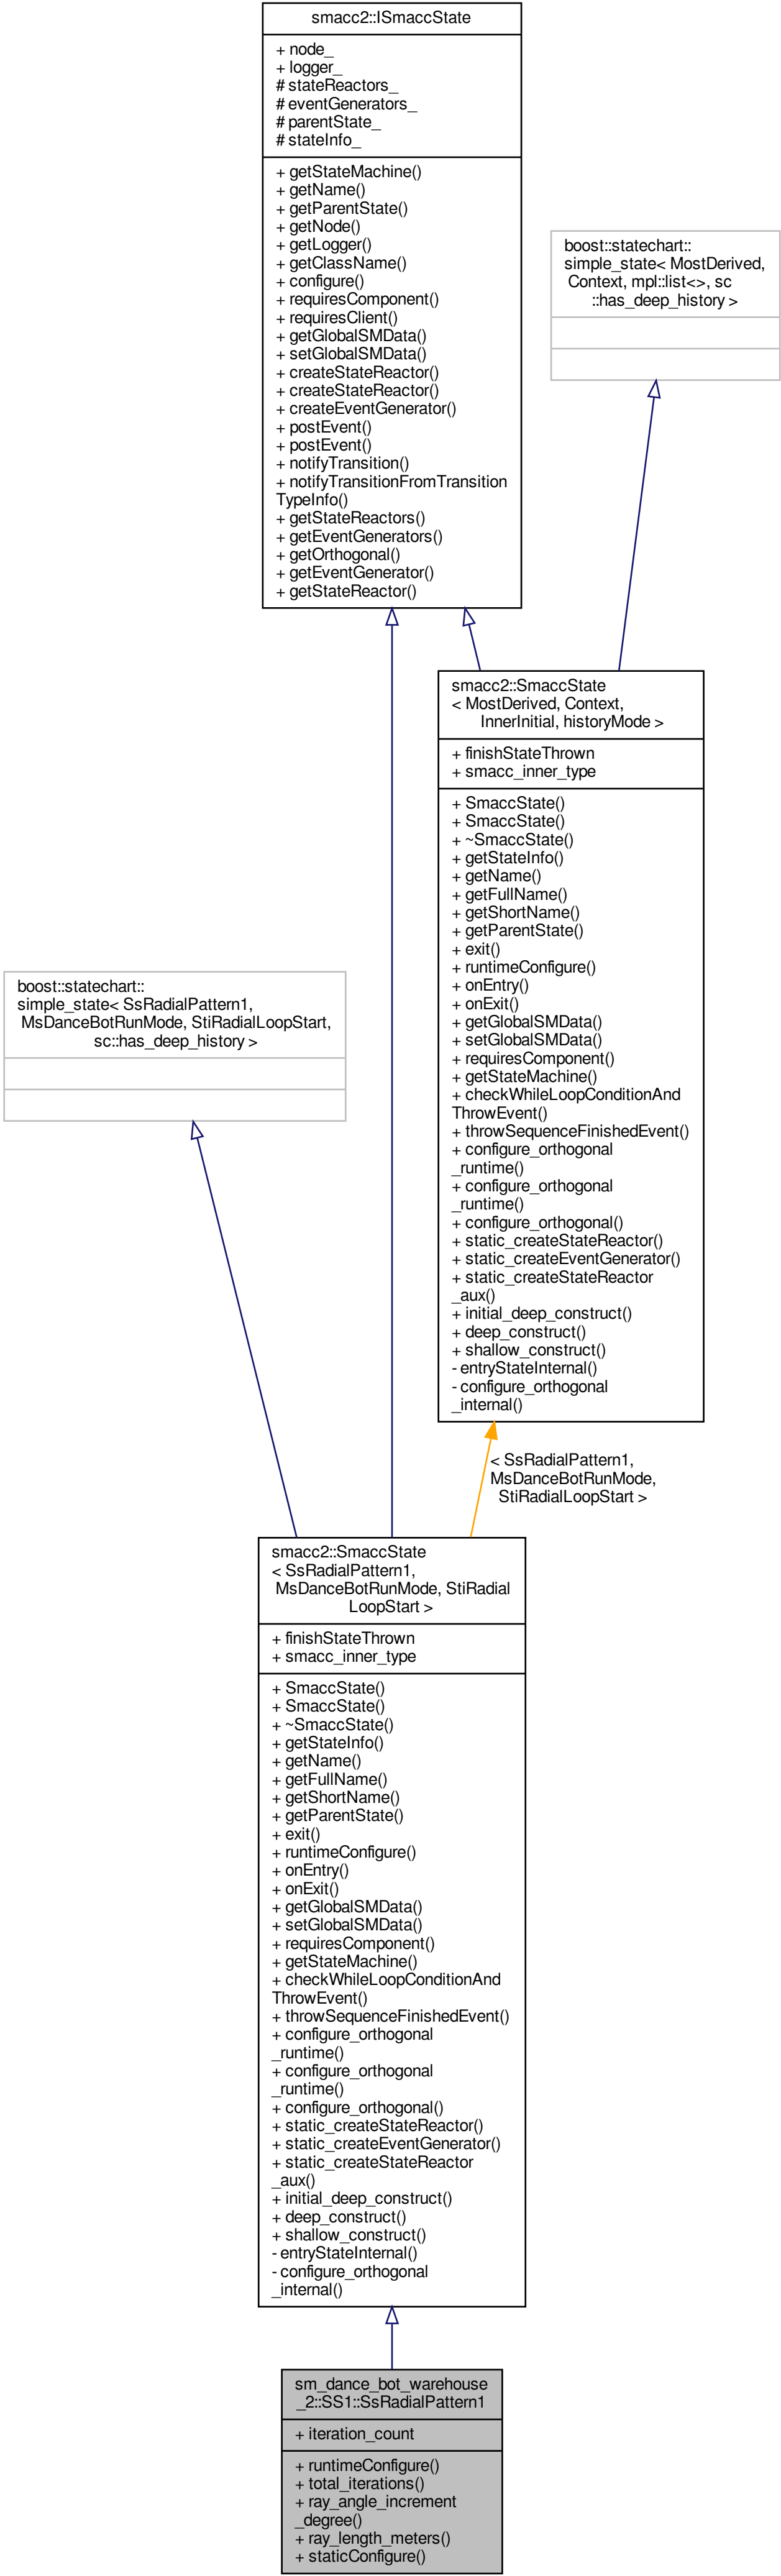 smacc2::ISmaccState
+ node_
+ logger_
# stateReactors_
# eventGenerators_
# parentState_
# stateInfo_
+ getStateMachine()
+ getName()
+ getParentState()
+ getNode()
+ getLogger()
+ getClassName()
+ configure()
+ requiresComponent()
+ requiresClient()
+ getGlobalSMData()
+ setGlobalSMData()
+ createStateReactor()
+ createStateReactor()
+ createEventGenerator()
+ postEvent()
+ postEvent()
+ notifyTransition()
+ notifyTransitionFromTransition
TypeInfo()
+ getStateReactors()
+ getEventGenerators()
+ getOrthogonal()
+ getEventGenerator()
+ getStateReactor()
boost::statechart::
simple_state< MostDerived,
Context, mpl::list<>, sc
::has_deep_history >
smacc2::SmaccState
< MostDerived, Context,
InnerInitial, historyMode >
+ finishStateThrown
+ smacc_inner_type
+ SmaccState()
+ SmaccState()
+ ~SmaccState()
+ getStateInfo()
+ getName()
+ getFullName()
+ getShortName()
+ getParentState()
+ exit()
+ runtimeConfigure()
+ onEntry()
+ onExit()
+ getGlobalSMData()
+ setGlobalSMData()
+ requiresComponent()
+ getStateMachine()
+ checkWhileLoopConditionAnd
ThrowEvent()
+ throwSequenceFinishedEvent()
+ configure_orthogonal
_runtime()
+ configure_orthogonal
_runtime()
+ configure_orthogonal()
+ static_createStateReactor()
+ static_createEventGenerator()
+ static_createStateReactor
_aux()
+ initial_deep_construct()
+ deep_construct()
+ shallow_construct()
- entryStateInternal()
- configure_orthogonal
_internal()
boost::statechart::
simple_state< SsRadialPattern1,
MsDanceBotRunMode, StiRadialLoopStart,
sc::has_deep_history >
< SsRadialPattern1,
MsDanceBotRunMode,
StiRadialLoopStart >
smacc2::SmaccState
< SsRadialPattern1,
MsDanceBotRunMode, StiRadial
LoopStart >
+ finishStateThrown
+ smacc_inner_type
+ SmaccState()
+ SmaccState()
+ ~SmaccState()
+ getStateInfo()
+ getName()
+ getFullName()
+ getShortName()
+ getParentState()
+ exit()
+ runtimeConfigure()
+ onEntry()
+ onExit()
+ getGlobalSMData()
+ setGlobalSMData()
+ requiresComponent()
+ getStateMachine()
+ checkWhileLoopConditionAnd
ThrowEvent()
+ throwSequenceFinishedEvent()
+ configure_orthogonal
_runtime()
+ configure_orthogonal
_runtime()
+ configure_orthogonal()
+ static_createStateReactor()
+ static_createEventGenerator()
+ static_createStateReactor
_aux()
+ initial_deep_construct()
+ deep_construct()
+ shallow_construct()
- entryStateInternal()
- configure_orthogonal
_internal()
sm_dance_bot_warehouse
_2::SS1::SsRadialPattern1
+ iteration_count
+ runtimeConfigure()
+ total_iterations()
+ ray_angle_increment
_degree()
+ ray_length_meters()
+ staticConfigure()